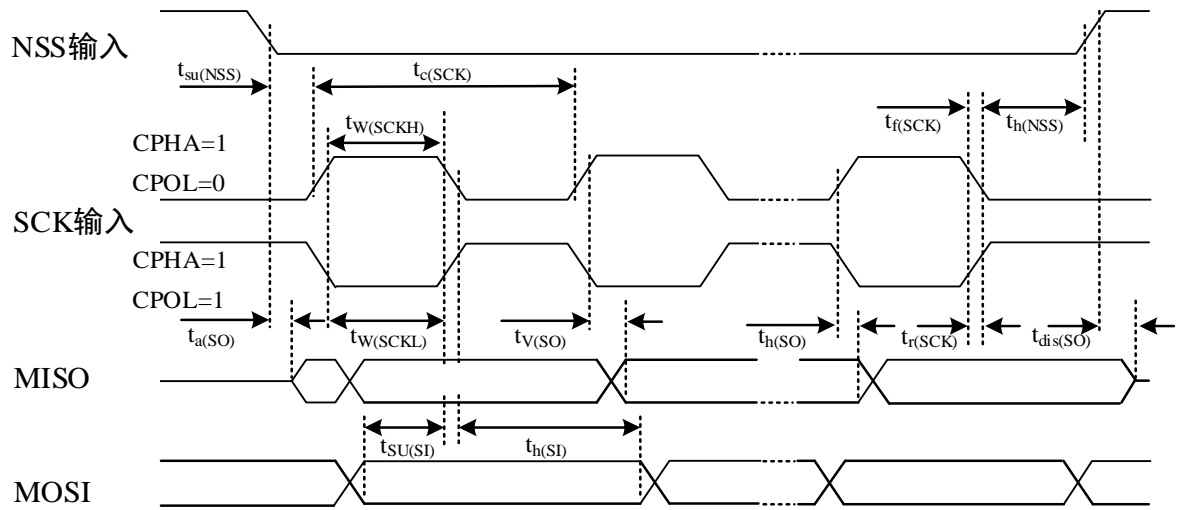 NSS输入
tsu(NSS)
tc(SCK)
tW(SCKH)
tf(SCK)
th(NSS)
CPHA=1
CPOL=0
SCK输入
CPHA=1
CPOL=1
ta(SO)
tW(SCKL)
tV(SO)
th(SO)
tr(SCK)
tdis(SO)
MISO
tSU(SI)
th(SI)
MOSI